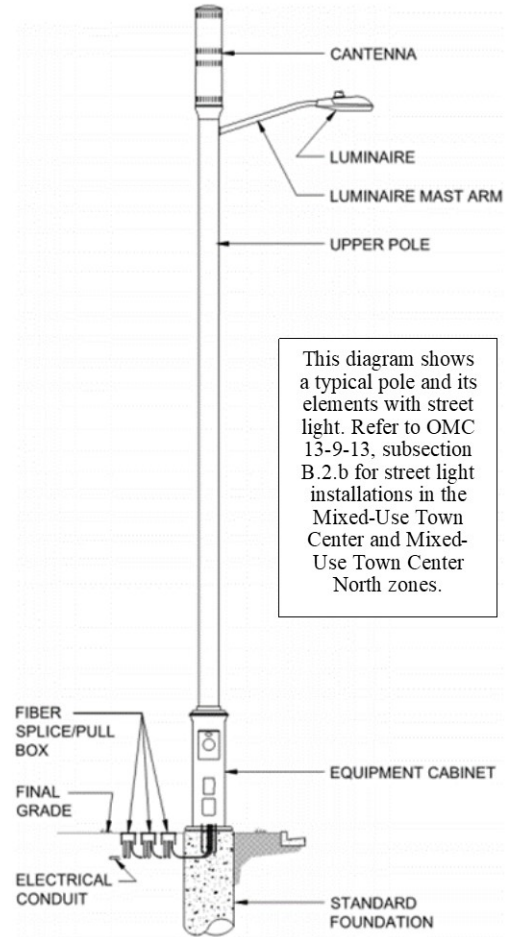 CANTENNA
LUMINAIRE
LUMINAIRE MAST ARM
UPPER POLE
This diagram shows
a typical pole and its
elements with street
light. Refer to OMC
13-9-13, subsection
B.2.b for street light
installations in the
Mixed-Use Town
Center and Mixed-
Use Town Center
North zones.
FIBER
SPLICE/PULL
BOX
EQUIPMENT CABINET
FINAL
GRADE
ELECTRICAL
CONDUIT
STANDARD
FOUNDATION